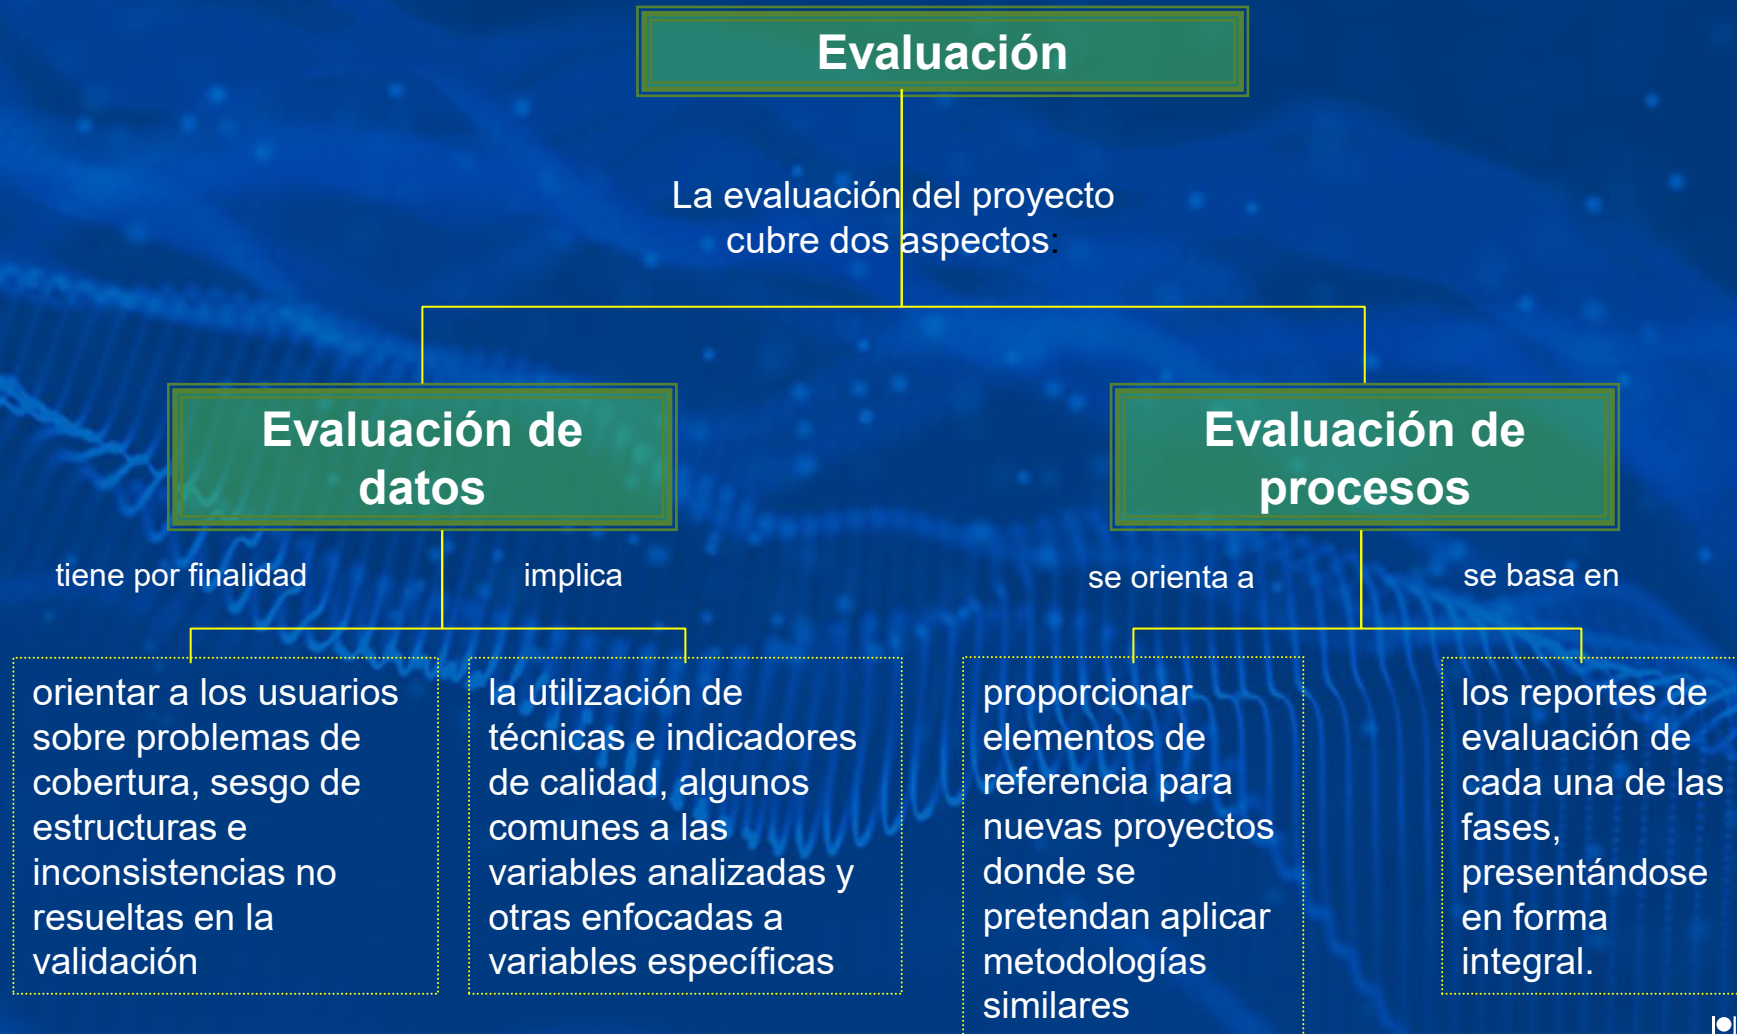 Evaluación
La evaluación del proyecto
cubre dos aspectos:
Evaluación de
datos
Evaluación de
procesos
tiene por finalidad
implica
se orienta a
se basa en
orientar a los usuarios
sobre problemas de
cobertura, sesgo de
estructuras e
inconsistencias no
resueltas en la
validación
la utilización de
técnicas e indicadores
de calidad, algunos
comunes a las
variables analizadas y
otras enfocadas a
variables específicas
proporcionar
elementos de
referencia para
nuevas proyectos
donde se
pretendan aplicar
metodologías
similares
los reportes de
evaluación de
cada una de las
fases,
presentándose
en forma
integral.